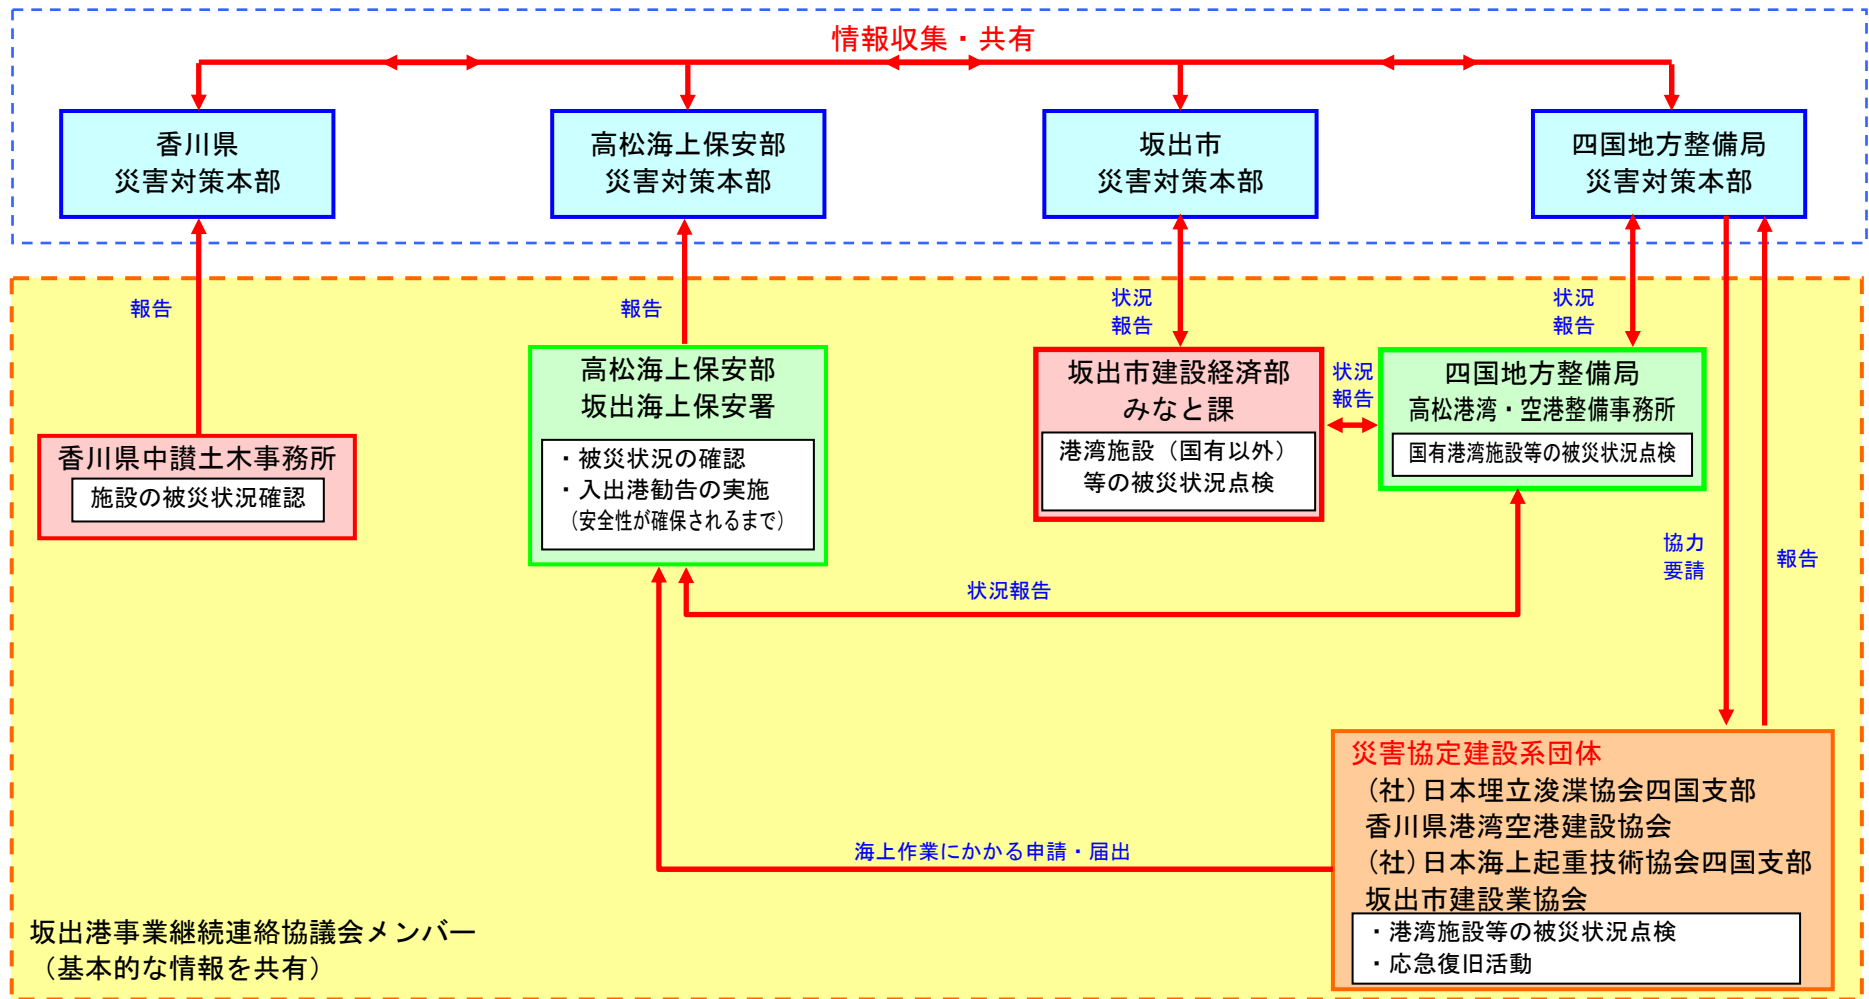 情報収集・共有
香川県
災害対策本部
高松海上保安部
災害対策本部
坂出市
災害対策本部
四国地方整備局
災害対策本部
報告
報告
状況
報告
状況
報告
香川県中讃土木事務所
施設の被災状況確認
高松海上保安部
坂出海上保安署
・被災状況の確認
・入出港勧告の実施
（安全性が確保されるまで）
坂出市建設経済部
みなと課
港湾施設（国有以外）
等の被災状況点検
状況
報告
四国地方整備局
高松港湾・空港整備事務所
国有港湾施設等の被災状況点検
状況報告
協力
要請
報告
海上作業にかかる申請・届出
災害協定建設系団体
（社）日本埋立浚渫協会四国支部
香川県港湾空港建設協会
（社）日本海上起重技術協会四国支部
坂出市建設業協会
・港湾施設等の被災状況点検
・応急復旧活動
坂出港事業継続連絡協議会メンバー
（基本的な情報を共有）